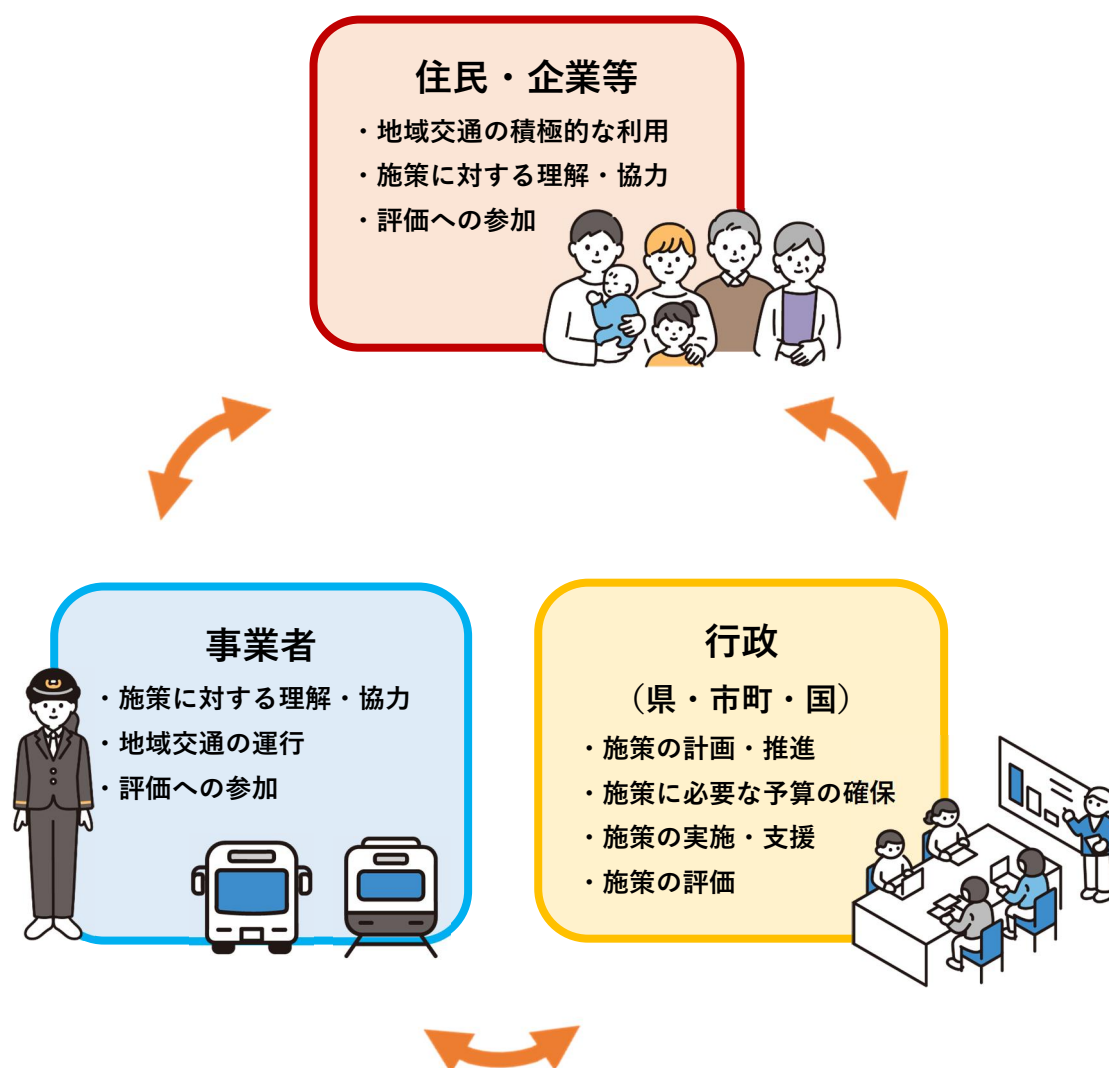 住民・企業等
・地域交通の積極的な利用
・施策に対する理解・協力
・評価への参加
事業者
・施策に対する理解・協力
・地域交通の運行
・評価への参加
行政
（県・市町・国）
・施策の計画・推進
・施策に必要な予算の確保
・施策の実施・支援
・施策の評価